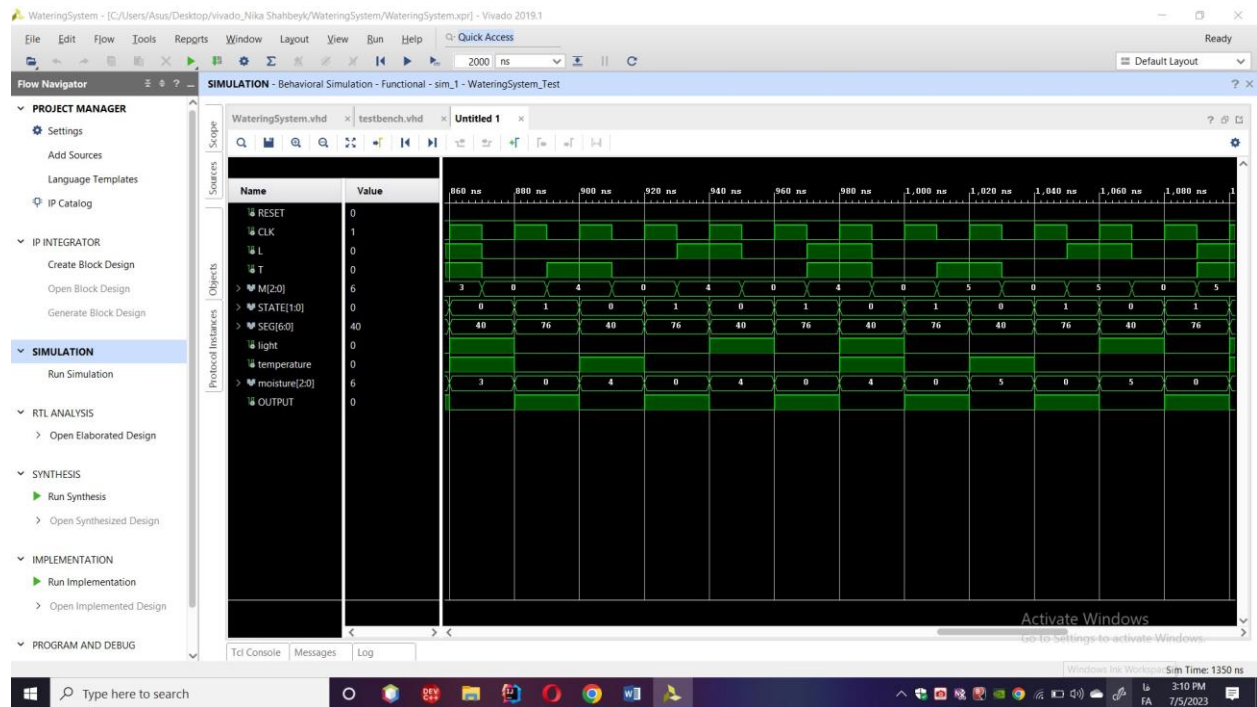 WateringSystem - [C:/Users/Asus/Desktop/vivado_Nika Shahbeyk/WateringSystem/WateringSystem.xpr] - Vivado 2019.1
File Edit Flow Tools Reports Window Layout View Run Help Quick Access Ready
2000 ns Default Layout
Flow Navigator SIMULATION - Behavioral Simulation - Functional - sim_1 - WateringSystem_Test
PROJECT MANAGER
Settings
Add Sources
Language Templates
IP Catalog
IP INTEGRATOR
Create Block Design
Open Block Design
Generate Block Design
SIMULATION
Run Simulation
RTL ANALYSIS
Open Elaborated Design
SYNTHESIS
Run Synthesis
Open Synthesized Design
IMPLEMENTATION
Run Implementation
Open Implemented Design
PROGRAM AND DEBUG
Scope
Sources
Objects
Protocol Instances
WateringSystem.vhd testbench.vhd Untitled 1
Name Value 860 ns 880 ns 900 ns 920 ns 940 ns 960 ns 980 ns 1,000 ns 1,020 ns 1,040 ns 1,060 ns 1,080 ns 1
RESET 0
CLK 1
L 0
T 0
M[2:0] 6 3 0 4 0 4 0 4 0 5 0 5 0 5
STATE[1:0] 0 0 1 0 1 0 1 0 1 0 1 0 1
SEG[6:0] 40 40 76 40 76 40 76 40 76 40 76 40 76
light 0
temperature 0
moisture[2:0] 6 3 0 4 0 4 0 4 0 5 0 5 0
OUTPUT 0
Activate Windows
Go to Settings to activate Windows.
Tcl Console Messages Log
Windows Ink Workspace Sim Time: 1350 ns
Type here to search
DEV C++
فا
FA
3:10 PM
7/5/2023